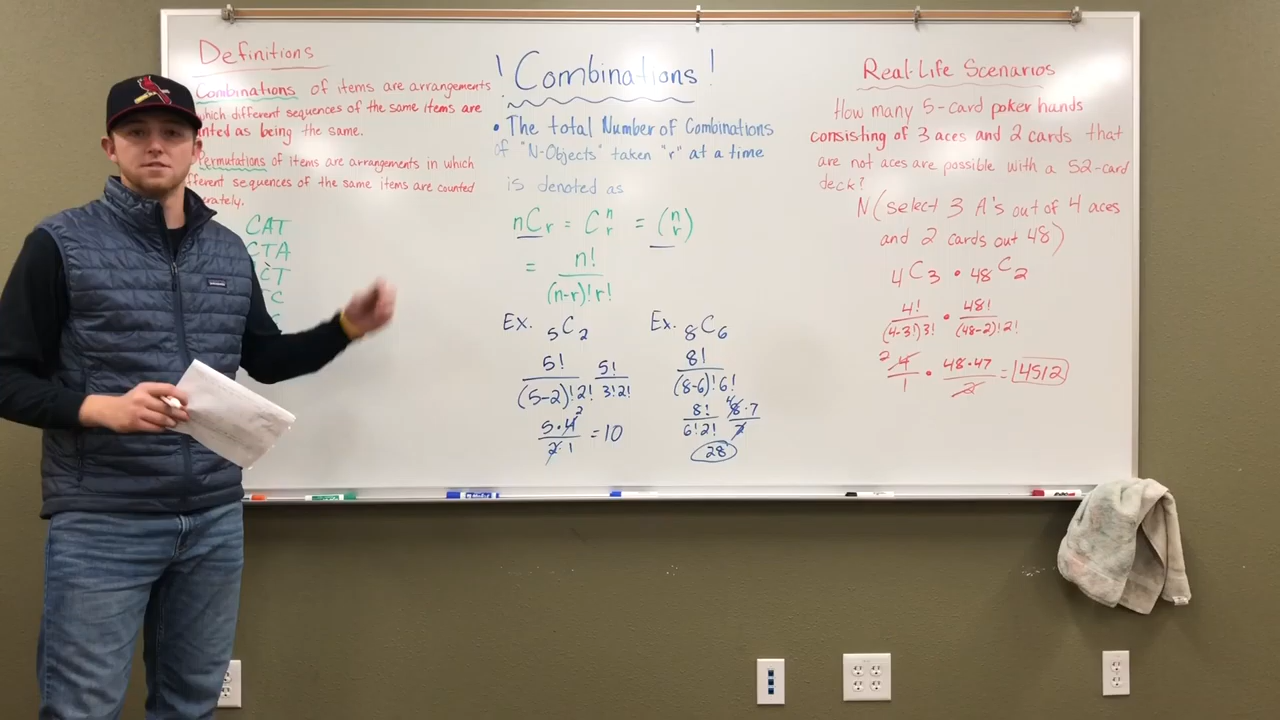 Definitions
Combinations of items are arrangements
which different sequences of the same items are
being the same.
Permutations of items are arrangements in which
sequences of the same items are counted
CAT
CTA
! Combinations !
• The total Number of Combinations
of "N-Objects" taken "r" at a time
is denoted as
nCr = C^n_r = (n r)
= n! / (n-r)! r!
Ex. 5C2
5! / (5-2)! 2! 5! / 3! 2!
5·4 2 / 2·1 = 10
Ex. 8C6
8! / (8-6)! 6!
8! / 6! 2! 4 8·7 / 2
28
Real-Life Scenarios
How many 5-card poker hands
consisting of 3 aces and 2 cards that
are not aces are possible with a 52-card
deck?
N (select 3 A's out of 4 aces
and 2 cards out 48)
4C3 • 48C2
4! / (4-3!)3! • 48! / (48-2)! 2!
2 4 / 1 • 48·47 / 2 = 4512